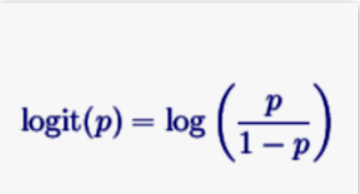 logit(p) = log (p / (1 − p))